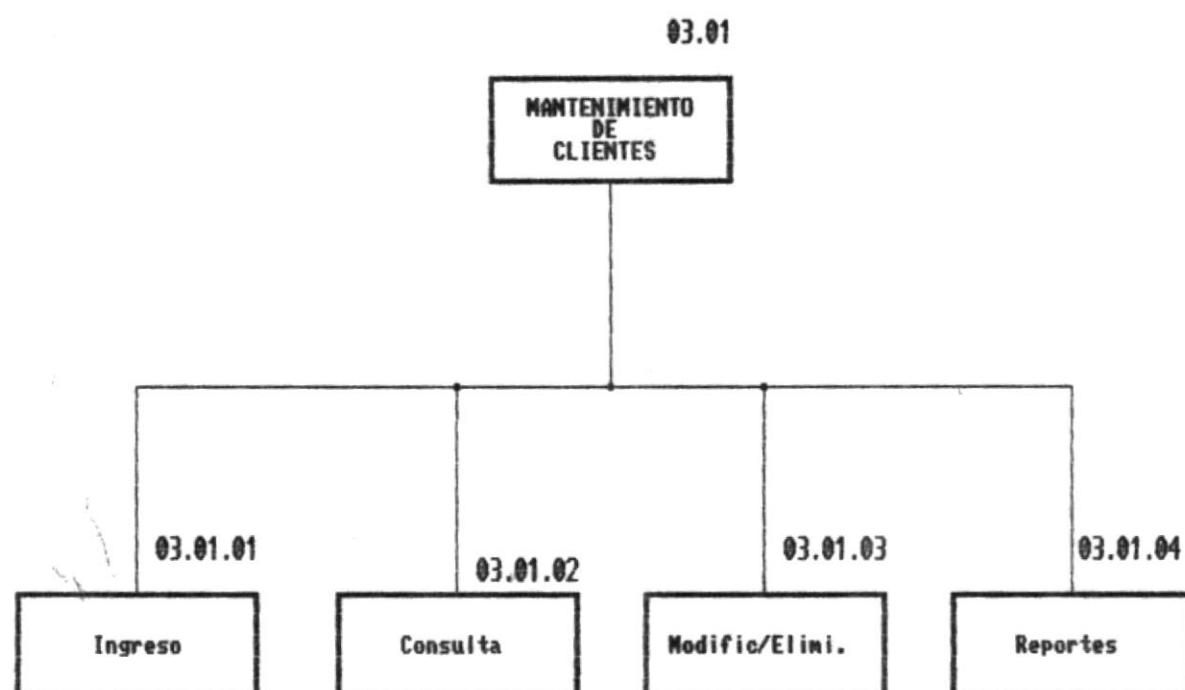 03.01
MANTENIMIENTO
DE
CLIENTES
03.01.01
03.01.02
03.01.03
03.01.04
Ingreso
Consulta
Modific/Elimi.
Reportes